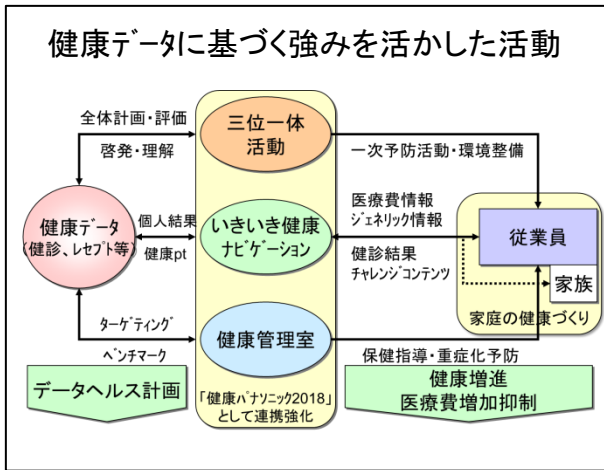 健康ﾃﾞｰﾀに基づく強みを活かした活動
全体計画・評価
啓発・理解
三位一体
活動
一次予防活動・環境整備
健康ﾃﾞｰﾀ
(健診、ﾚｾﾌﾟﾄ等)
個人結果
健康pt
いきいき健康
ﾅﾋﾞｹﾞｰｼｮﾝ
医療費情報
ｼﾞｪﾈﾘｯｸ情報
健診結果
ﾁｬﾚﾝｼﾞｺﾝﾃﾝﾂ
従業員
家族
家庭の健康づくり
ﾀｰｹﾞﾃｨﾝｸﾞ
ﾍﾞﾝﾁﾏｰｸ
健康管理室
保健指導・重症化予防
データヘルス計画
「健康ﾊﾟﾅｿﾆｯｸ2018」
として連携強化
健康増進
医療費増加抑制